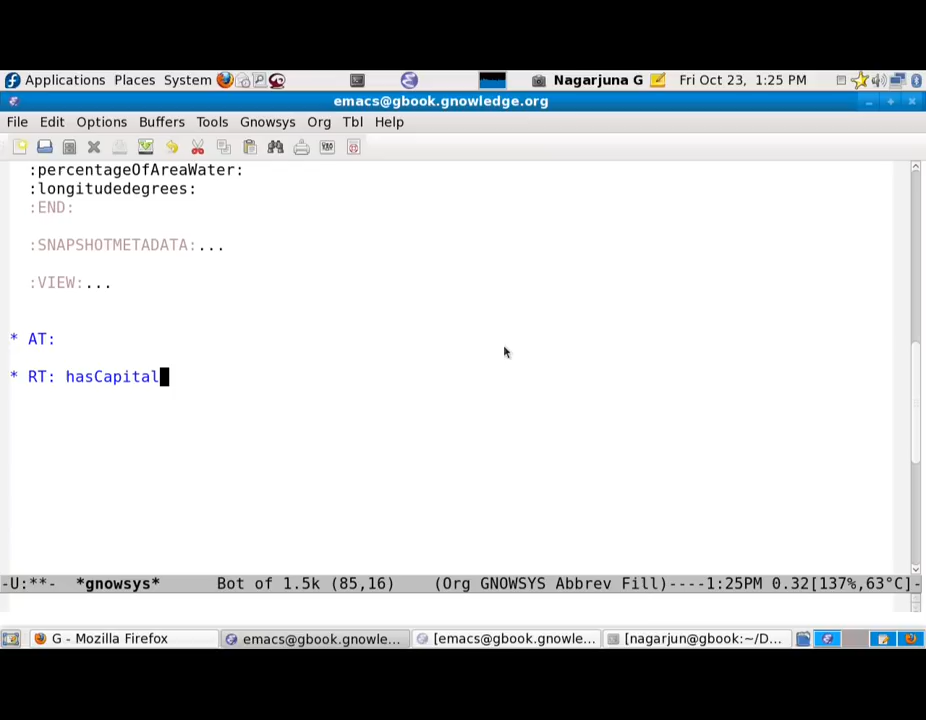 Applications Places System Nagarjuna G Fri Oct 23, 1:25 PM
emacs@gbook.gnowledge.org
File Edit Options Buffers Tools Gnowsys Org Tbl Help
:percentageOfAreaWater:
:longitudedegrees:
:END:
:SNAPSHOTMETADATA:...
:VIEW:...
* AT:
* RT: hasCapital
-U:**- *gnowsys* Bot of 1.5k (85,16) (Org GNOWSYS Abbrev Fill)----1:25PM 0.32[137%,63°C]-
G - Mozilla Firefox emacs@gbook.gnowle... [emacs@gbook.gnowle... [nagarjun@gbook:~/D...